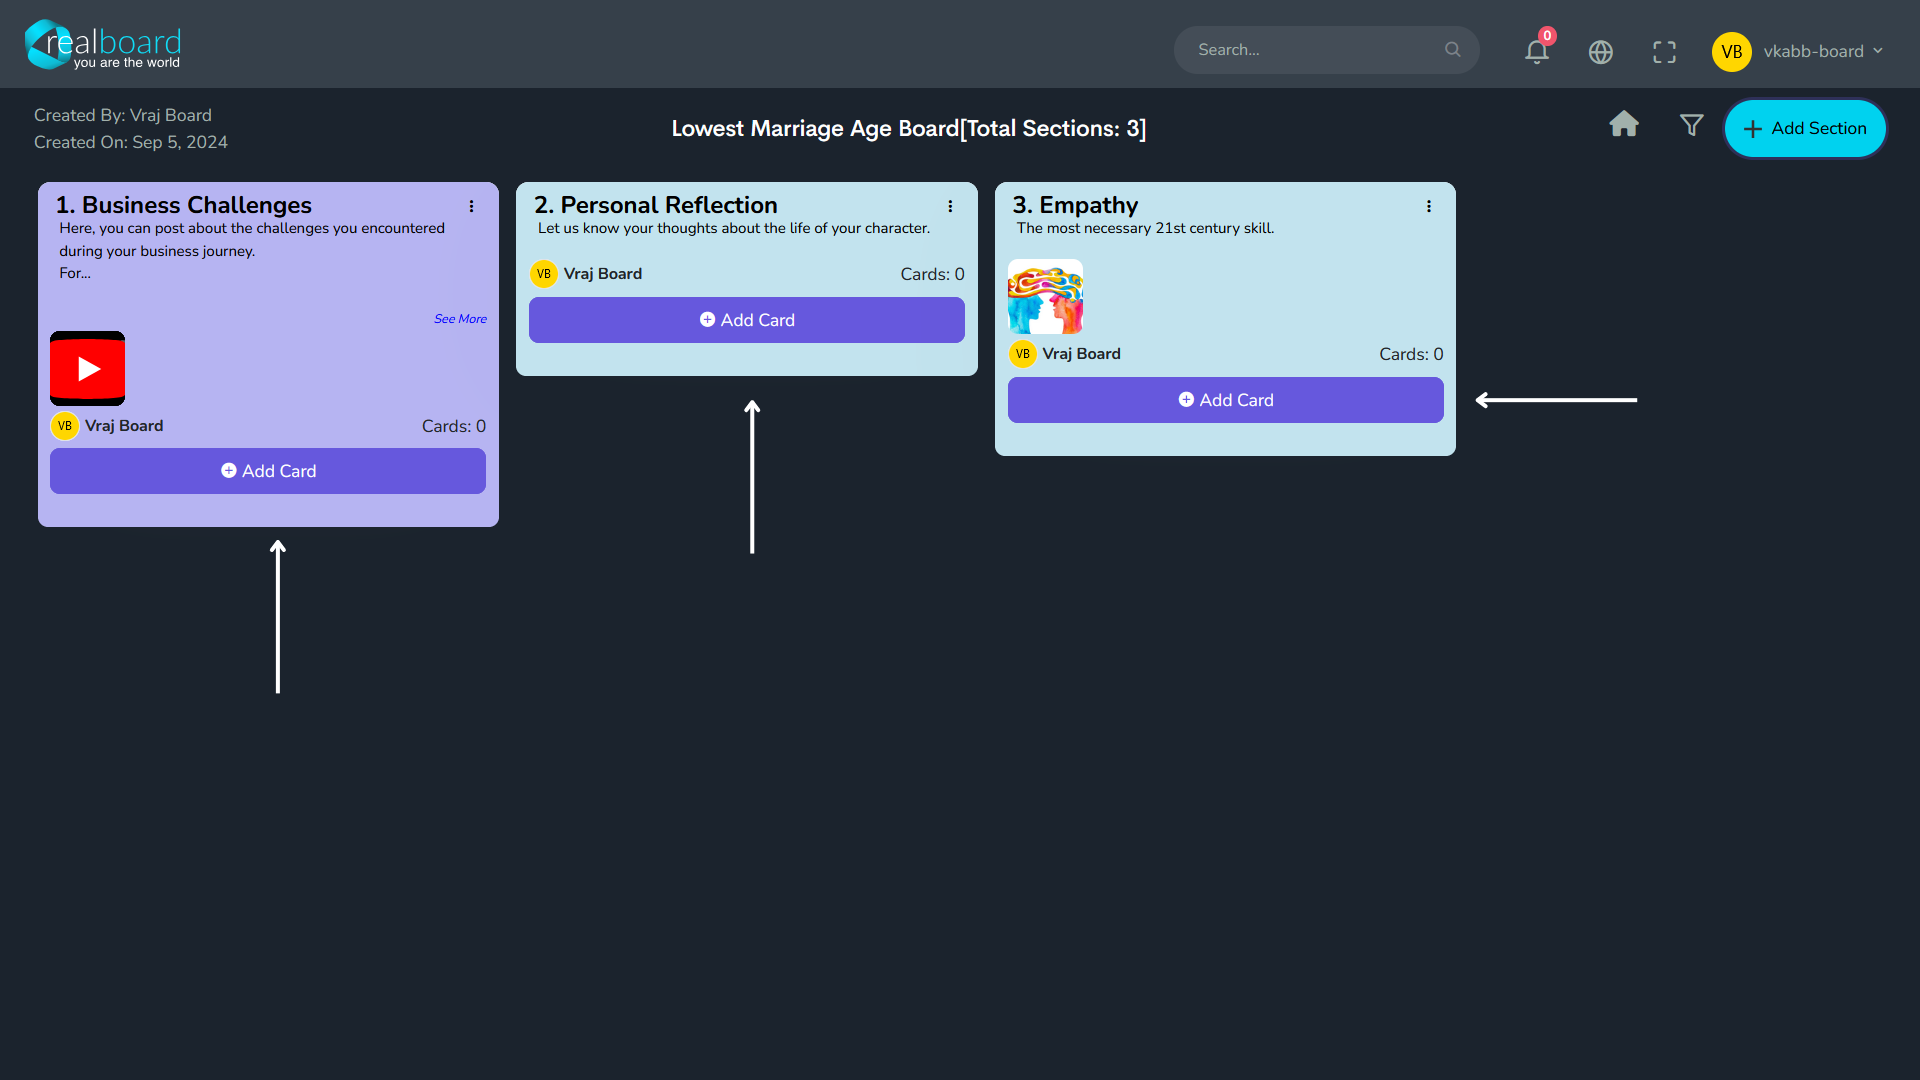 realboard
you are the world
Search...
0
VB
vkabb-board
Created By: Vraj Board
Created On: Sep 5, 2024
Lowest Marriage Age Board[Total Sections: 3]
Add Section
1. Business Challenges
Here, you can post about the challenges you encountered
during your business journey.
For...
See More
VB Vraj Board Cards: 0
Add Card
2. Personal Reflection
Let us know your thoughts about the life of your character.
VB Vraj Board Cards: 0
Add Card
3. Empathy
The most necessary 21st century skill.
VB Vraj Board Cards: 0
Add Card